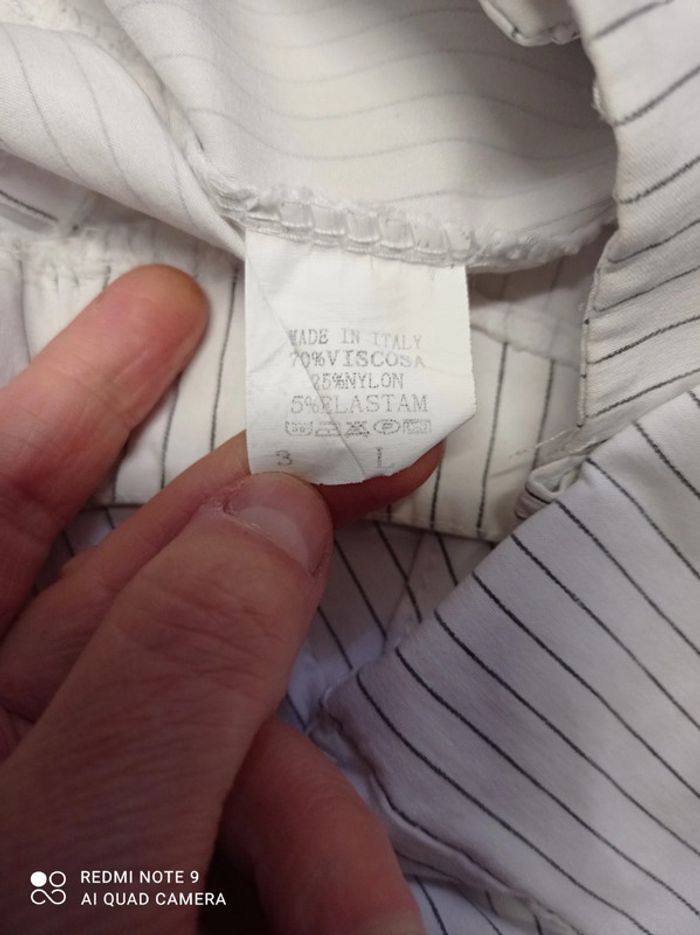 MADE IN ITALY
70%VISCOSA
25%NYLON
5%ELASTAM
3 L
REDMI NOTE 9
AI QUAD CAMERA